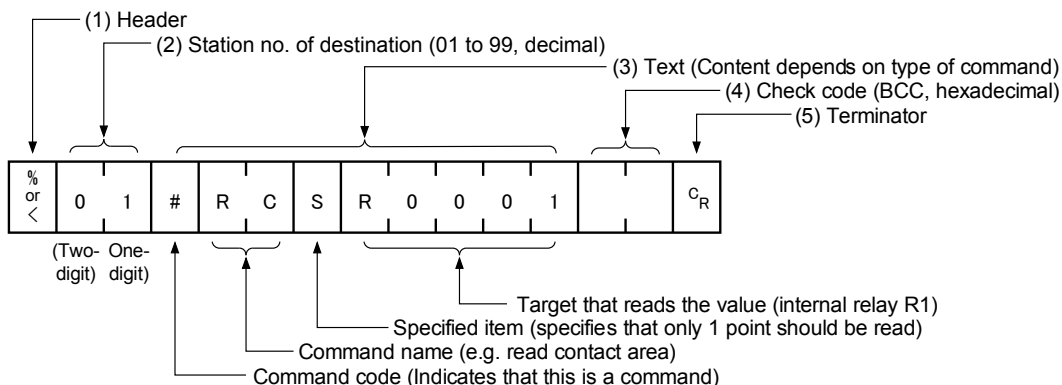 (1) Header
(2) Station no. of destination (01 to 99, decimal)
(3) Text (Content depends on type of command)
(4) Check code (BCC, hexadecimal)
(5) Terminator
% or < 0 1 # R C S R 0 0 0 1 CR
(Two-digit) One-digit)
Target that reads the value (internal relay R1)
Specified item (specifies that only 1 point should be read)
Command name (e.g. read contact area)
Command code (Indicates that this is a command)